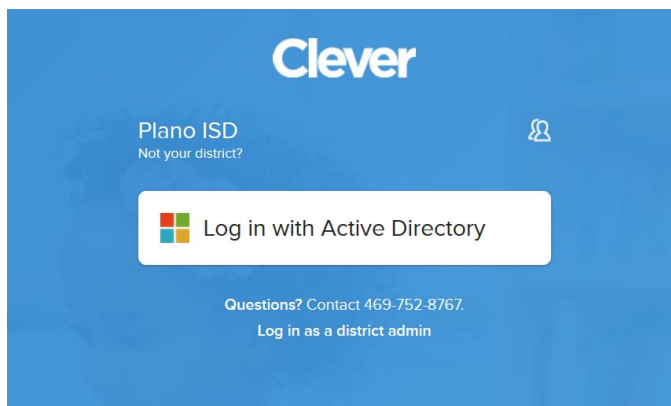 Clever
Plano ISD
Not your district?
Log in with Active Directory
Questions? Contact 469-752-8767.
Log in as a district admin